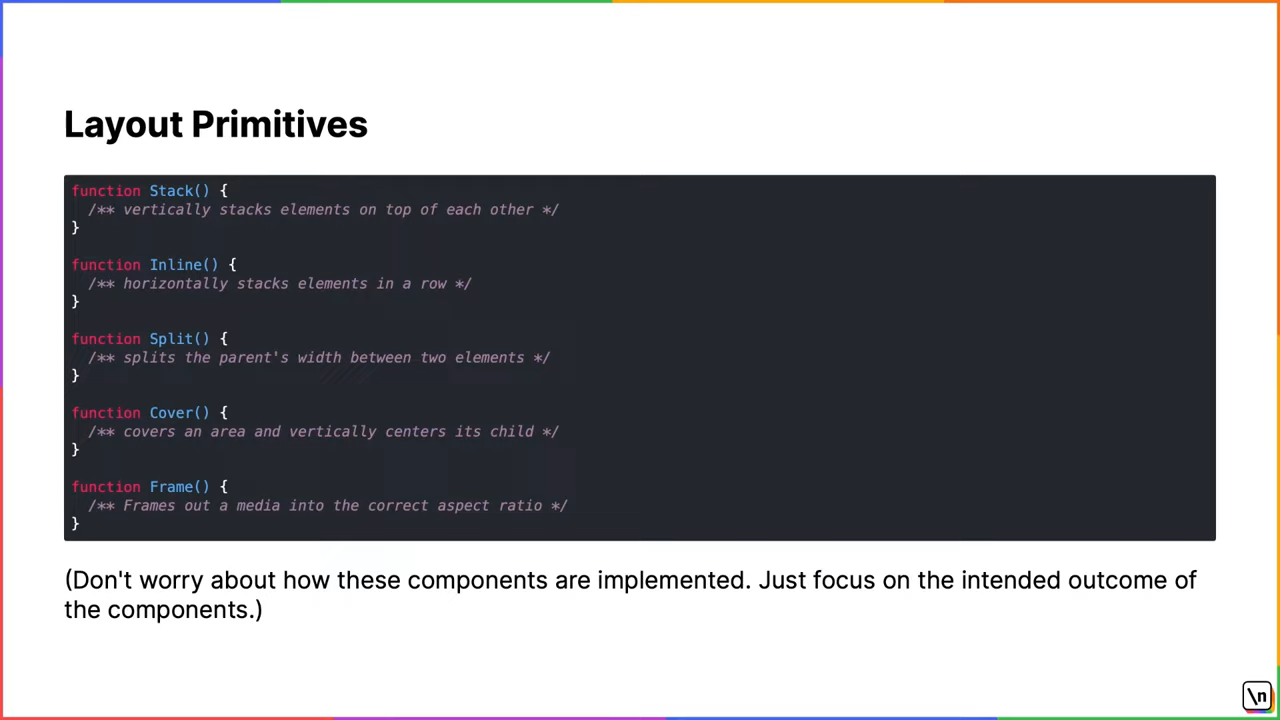 Layout Primitives
function Stack() {
  /** vertically stacks elements on top of each other */
}
function Inline() {
  /** horizontally stacks elements in a row */
}
function Split() {
  /** splits the parent's width between two elements */
}
function Cover() {
  /** covers an area and vertically centers its child */
}
function Frame() {
  /** Frames out a media into the correct aspect ratio */
}
(Don't worry about how these components are implemented. Just focus on the intended outcome of
the components.)
\n